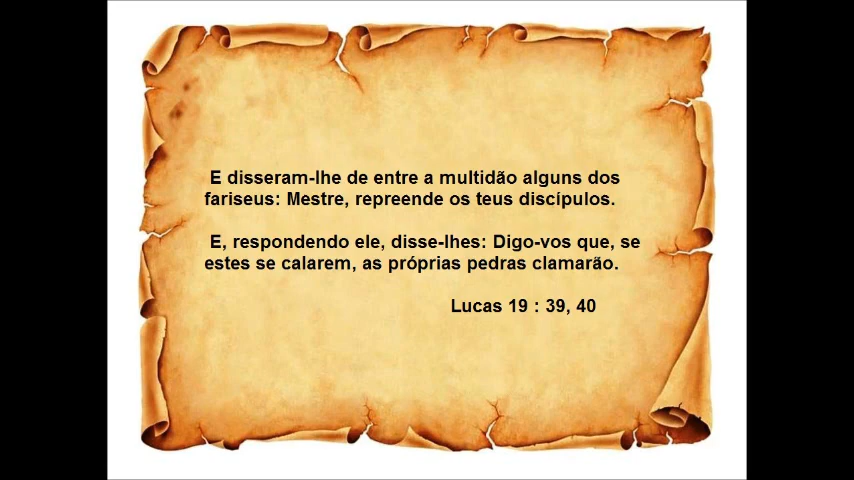 E disseram-lhe de entre a multidão alguns dos
fariseus: Mestre, repreende os teus discípulos.
E, respondendo ele, disse-lhes: Digo-vos que, se
estes se calarem, as próprias pedras clamarão.
Lucas 19 : 39, 40